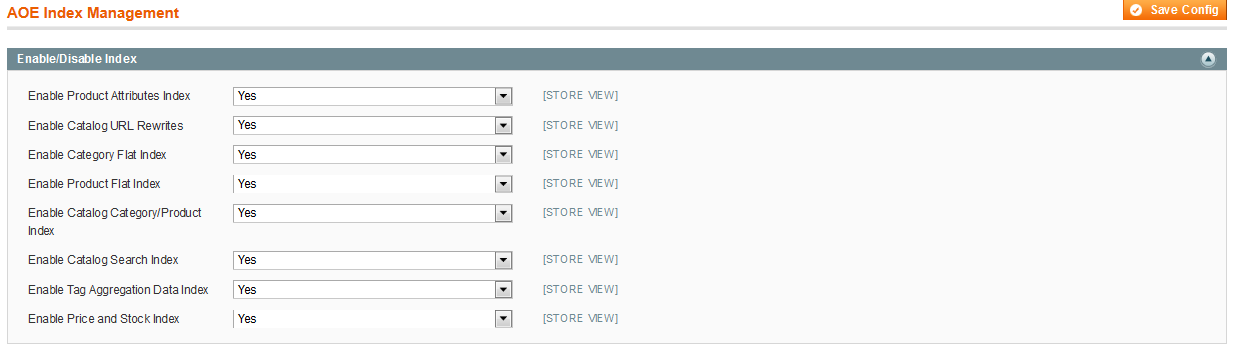 AOE Index Management
Save Config
Enable/Disable Index
Enable Product Attributes Index Yes [STORE VIEW]
Enable Catalog URL Rewrites Yes [STORE VIEW]
Enable Category Flat Index Yes [STORE VIEW]
Enable Product Flat Index Yes [STORE VIEW]
Enable Catalog Category/Product Yes [STORE VIEW]
Index
Enable Catalog Search Index Yes [STORE VIEW]
Enable Tag Aggregation Data Index Yes [STORE VIEW]
Enable Price and Stock Index Yes [STORE VIEW]